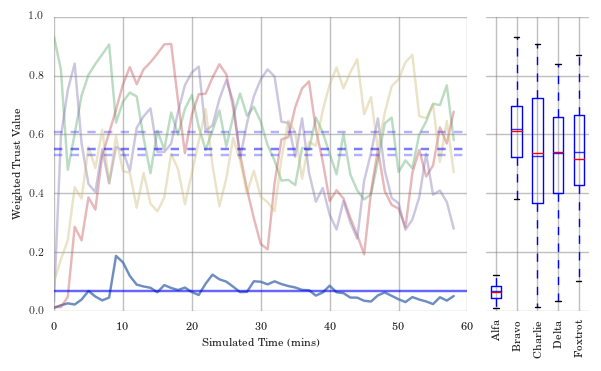 1.0
0.8
0.6
0.4
0.2
0.0
Weighted Trust Value
0 10 20 30 40 50 60
Simulated Time (mins)
Alfa
Bravo
Charlie
Delta
Foxtrot